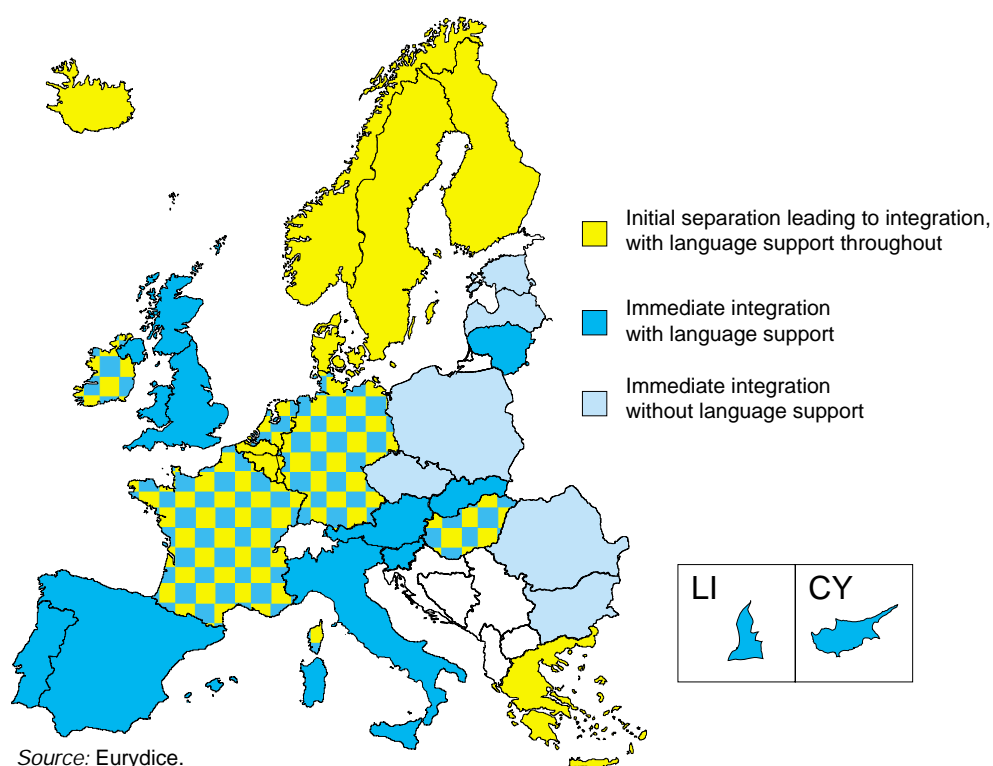 Initial separation leading to integration,
with language support throughout
Immediate integration
with language support
Immediate integration
without language support
LI CY
Source: Eurydice.